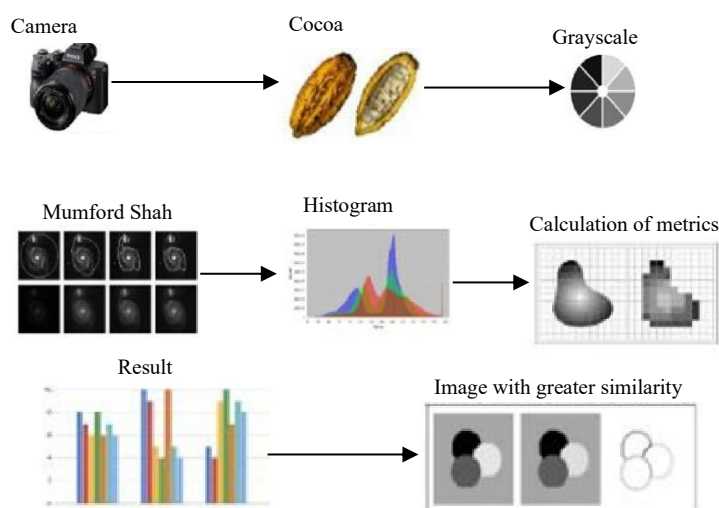 Camera
Cocoa
Grayscale
Mumford Shah
Histogram
Calculation of metrics
Result
Image with greater similarity